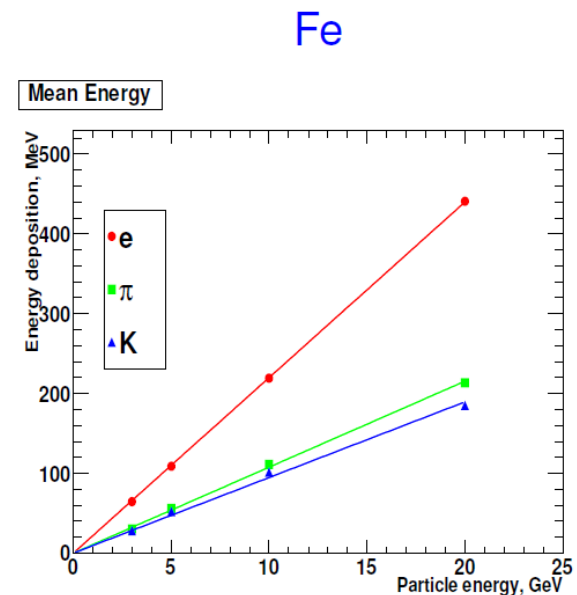 Fe
Mean Energy
Energy deposition, MeV
500
400
300
200
100
0
e
π
K
0
5
10
15
20
25
Particle energy, GeV